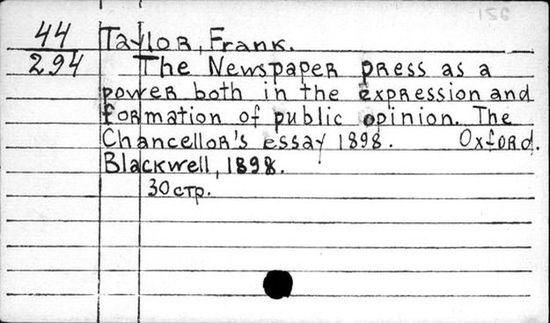 156
44 Taylor, Frank.
294 The Newspaper press as a
power both in the expression and
formation of public opinion. The
Chancellor's essay 1898. Oxford.
Blackwell, 1898.
30 стр.